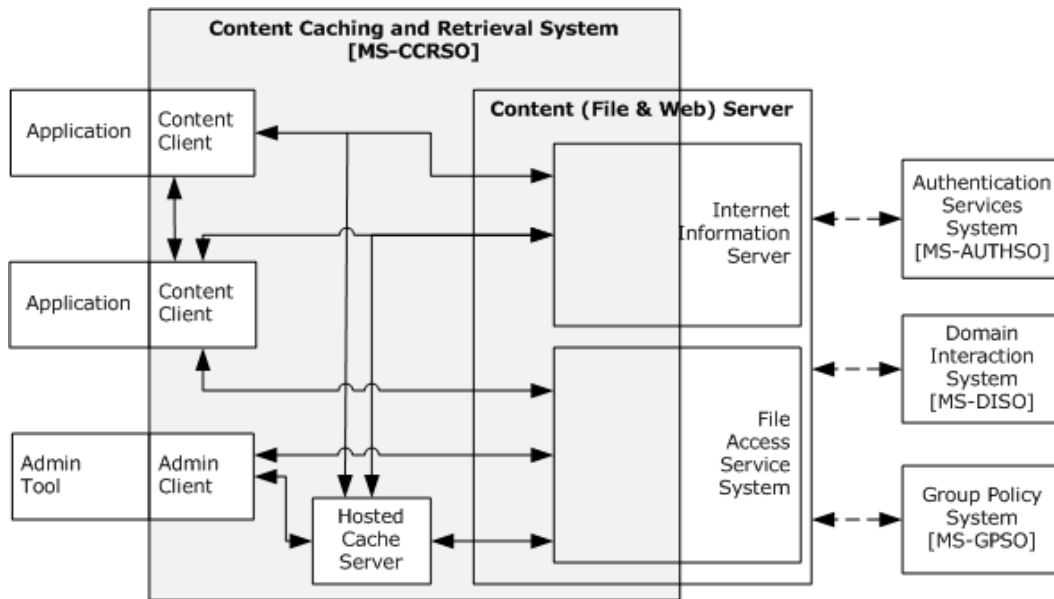 Content Caching and Retrieval System
[MS-CCRSO]
Content (File & Web) Server
Application
Content
Client
Internet
Information
Server
Authentication
Services
System
[MS-AUTHSO]
Application
Content
Client
Domain
Interaction
System
[MS-DISO]
File
Access
Service
System
Admin
Tool
Admin
Client
Hosted
Cache
Server
Group Policy
System
[MS-GPSO]